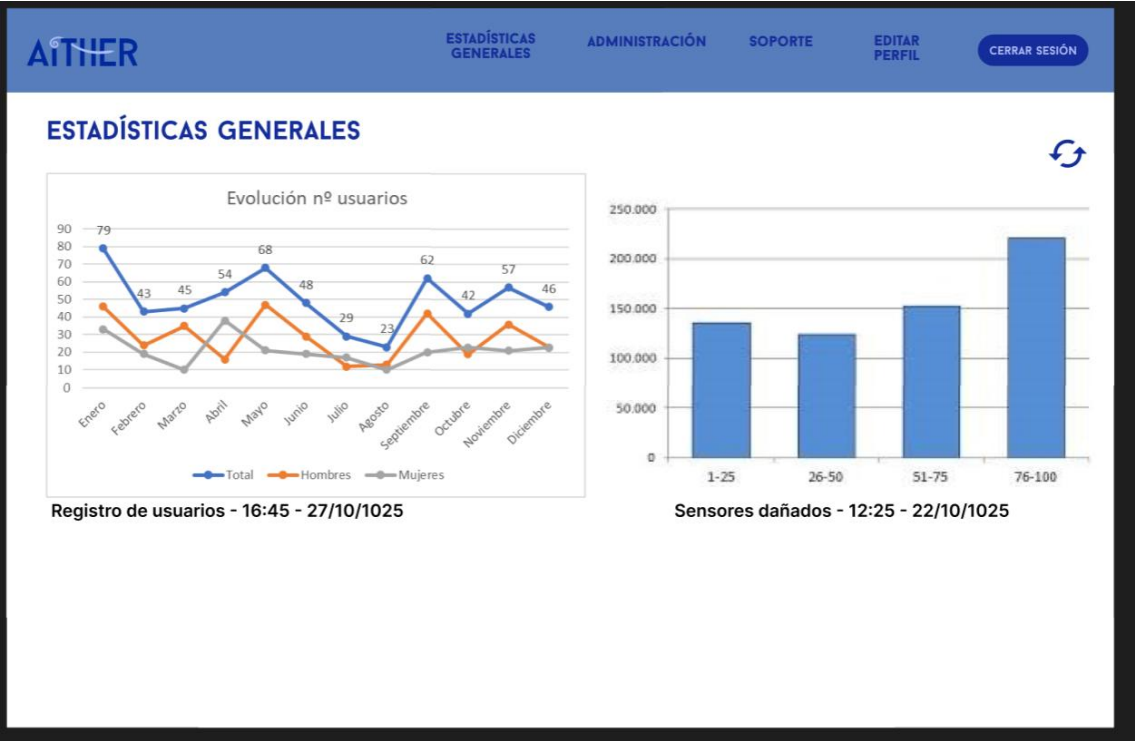 AiTHER
ESTADÍSTICAS
GENERALES
ADMINISTRACIÓN
SOPORTE
EDITAR
PERFIL
CERRAR SESIÓN
ESTADÍSTICAS GENERALES
Evolución nº usuarios
90
80
70
60
50
40
30
20
10
0
79
43
45
54
68
48
29
23
62
42
57
46
Enero
Febrero
Marzo
Abril
Mayo
Junio
Julio
Agosto
Septiembre
Octubre
Noviembre
Diciembre
Total
Hombres
Mujeres
Registro de usuarios - 16:45 - 27/10/1025
250.000
200.000
150.000
100.000
50.000
0
1-25
26-50
51-75
76-100
Sensores dañados - 12:25 - 22/10/1025